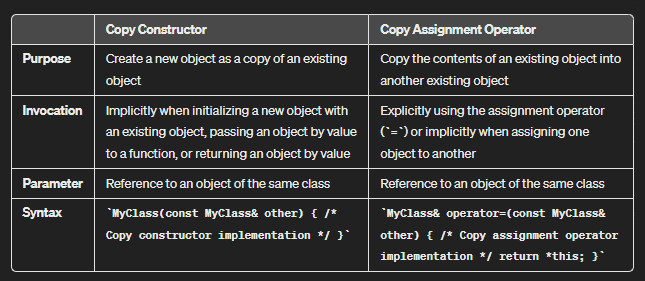 Copy Constructor Copy Assignment Operator
Purpose Create a new object as a copy of an existing Copy the contents of an existing object into
object another existing object
Invocation Implicitly when initializing a new object with Explicitly using the assignment operator
an existing object, passing an object by value (`=`) or implicitly when assigning one
to a function, or returning an object by value object to another
Parameter Reference to an object of the same class Reference to an object of the same class
Syntax `MyClass(const MyClass& other) { /* `MyClass& operator=(const MyClass&
Copy constructor implementation */ }` other) { /* Copy assignment operator
implementation */ return *this; }`